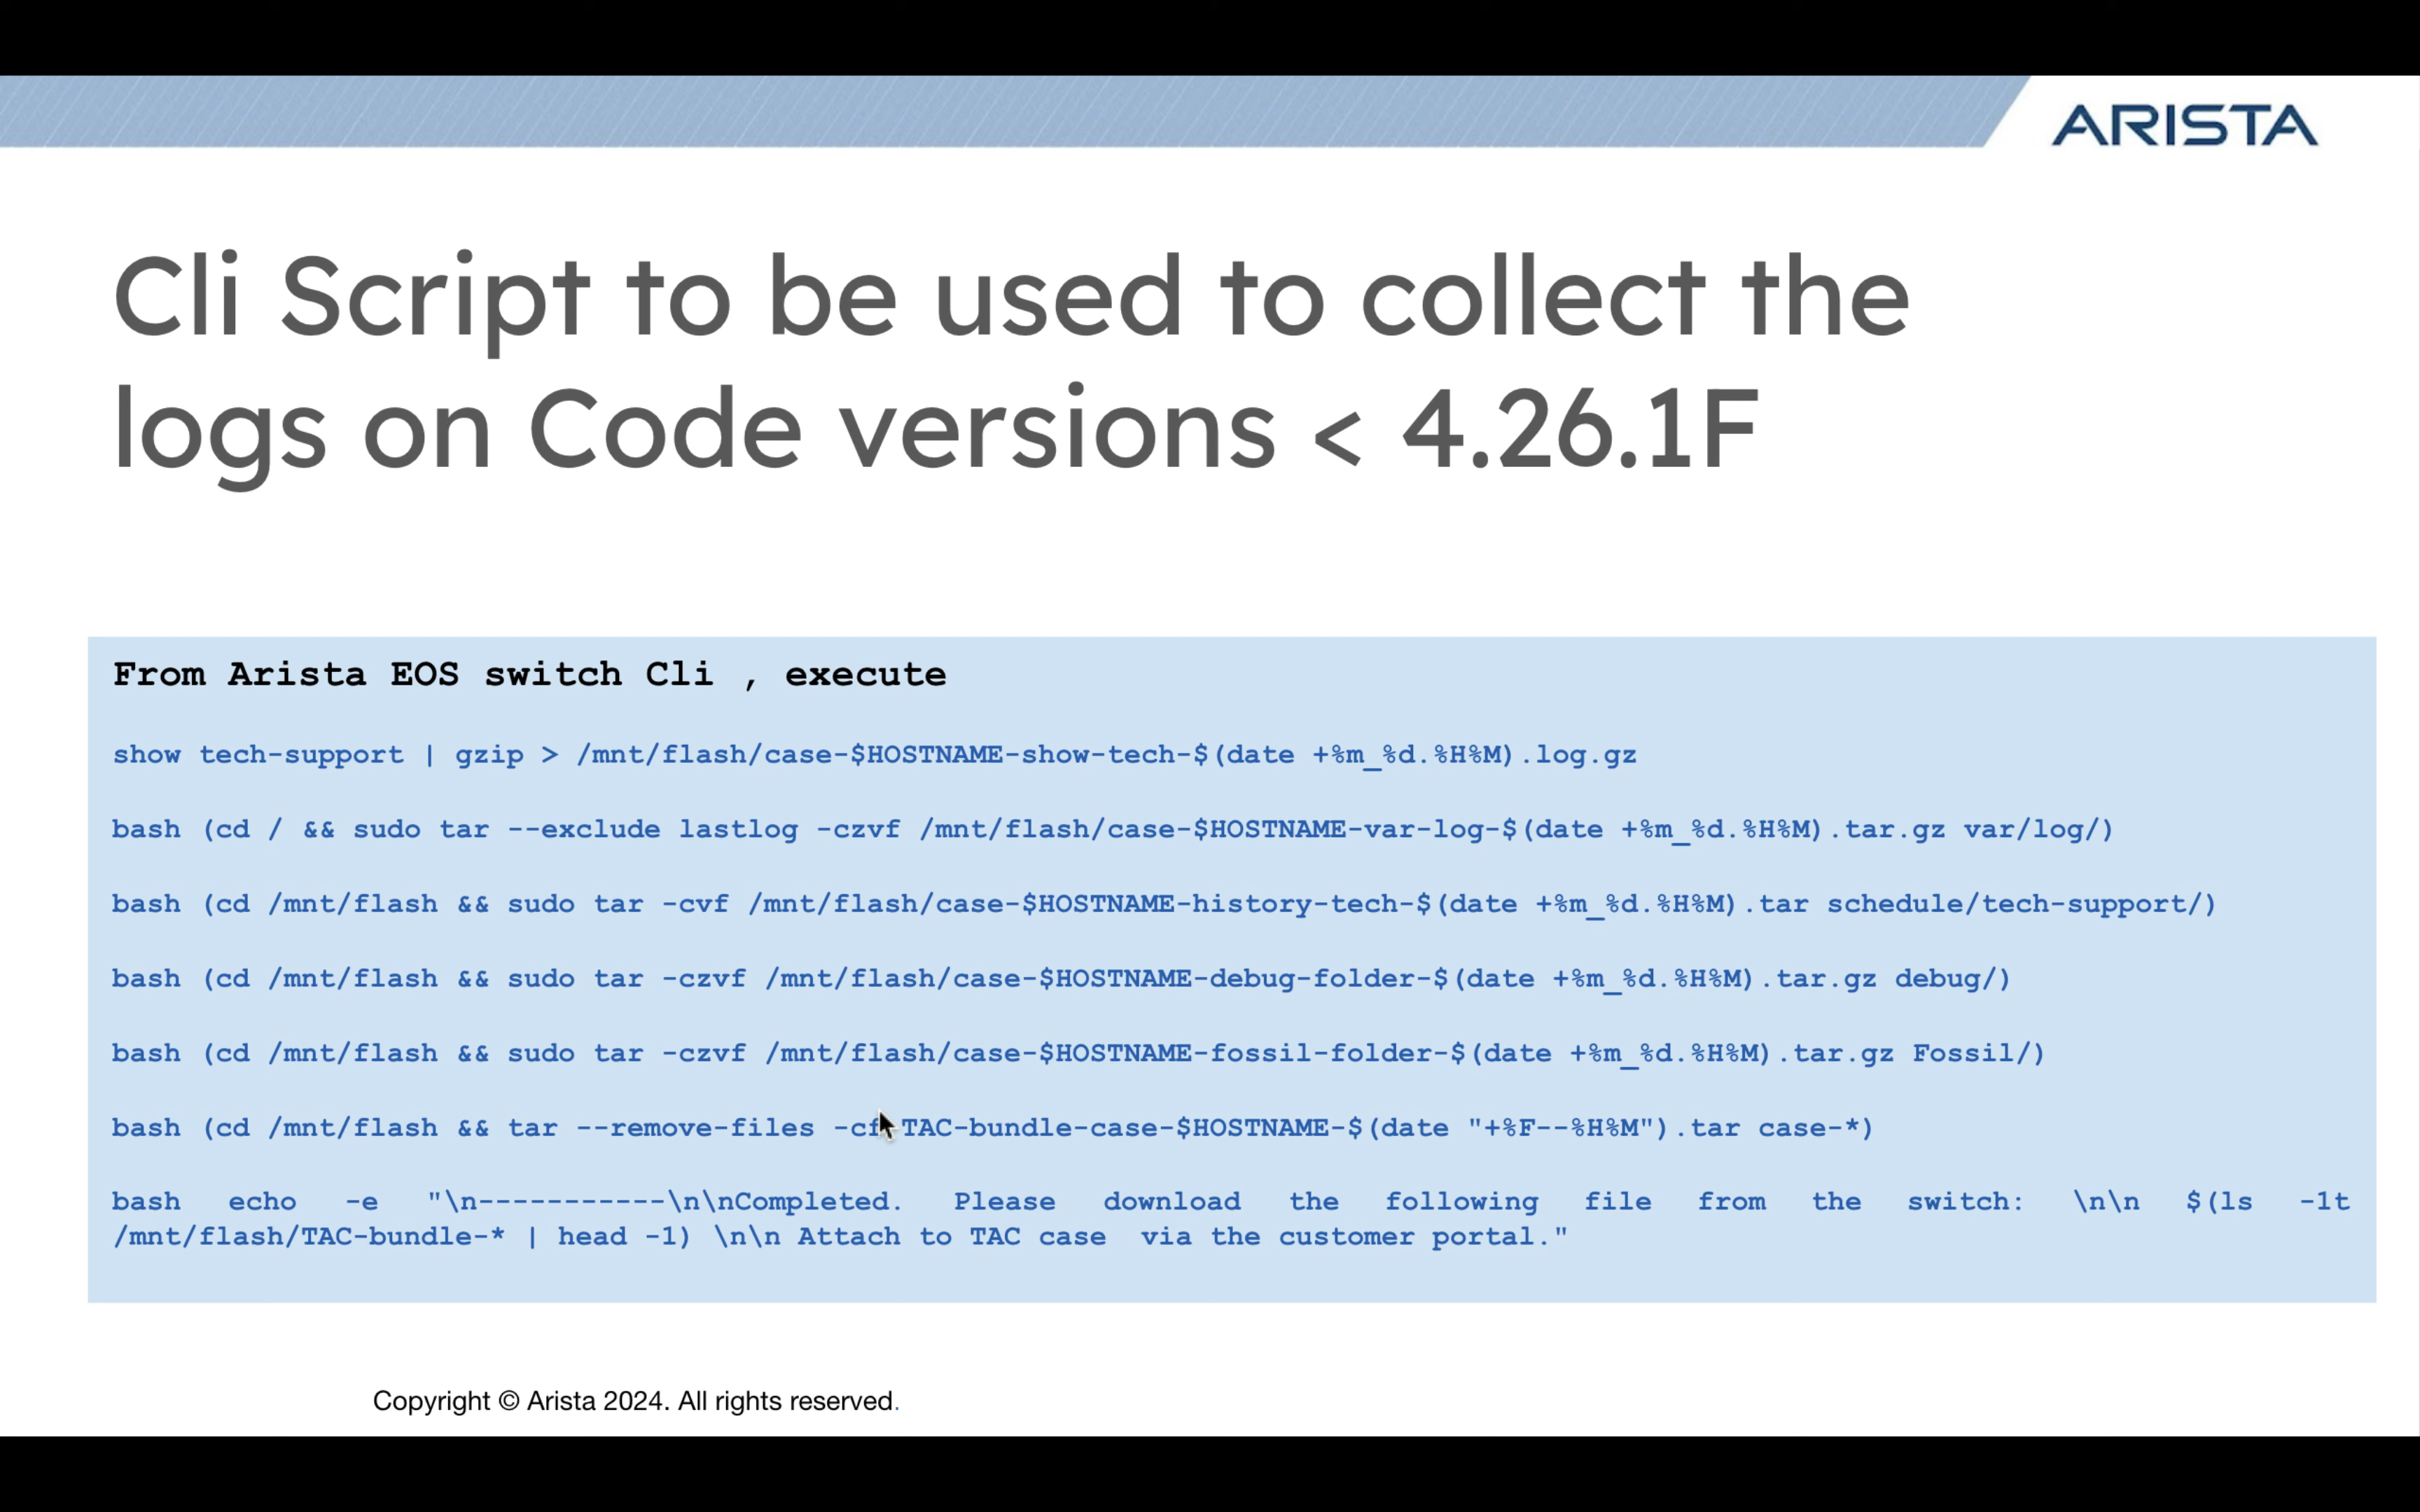 ARISTA
Cli Script to be used to collect the
logs on Code versions < 4.26.1F
From Arista EOS switch Cli , execute
show tech-support | gzip > /mnt/flash/case-$HOSTNAME-show-tech-$(date +%m_%d.%H%M).log.gz
bash (cd / && sudo tar --exclude lastlog -czvf /mnt/flash/case-$HOSTNAME-var-log-$(date +%m_%d.%H%M).tar.gz var/log/)
bash (cd /mnt/flash && sudo tar -cvf /mnt/flash/case-$HOSTNAME-history-tech-$(date +%m_%d.%H%M).tar schedule/tech-support/)
bash (cd /mnt/flash && sudo tar -czvf /mnt/flash/case-$HOSTNAME-debug-folder-$(date +%m_%d.%H%M).tar.gz debug/)
bash (cd /mnt/flash && sudo tar -czvf /mnt/flash/case-$HOSTNAME-fossil-folder-$(date +%m_%d.%H%M).tar.gz Fossil/)
bash (cd /mnt/flash && tar --remove-files -cf TAC-bundle-case-$HOSTNAME-$(date "+%F--%H%M").tar case-*)
bash echo -e "\n-----------\n\nCompleted. Please download the following file from the switch: \n\n $(ls -1t
/mnt/flash/TAC-bundle-* | head -1) \n\n Attach to TAC case via the customer portal."
Copyright © Arista 2024. All rights reserved.